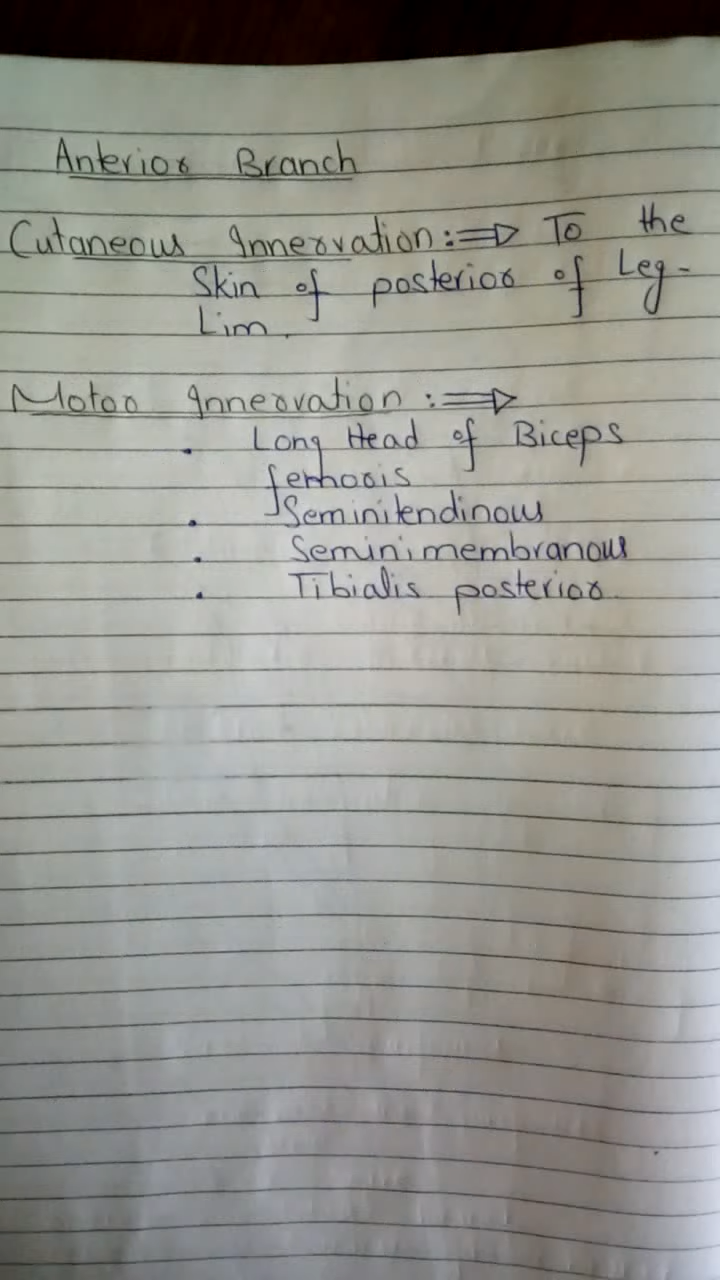 Anterior Branch
Cutaneous Innervation :⇒ To the
Skin of posterior of Leg-
Lim.
Motor Innervation :⇒
. Long Head of Biceps
femoris
. Seminitendinous
. Seminimembranous
. Tibialis posterior.